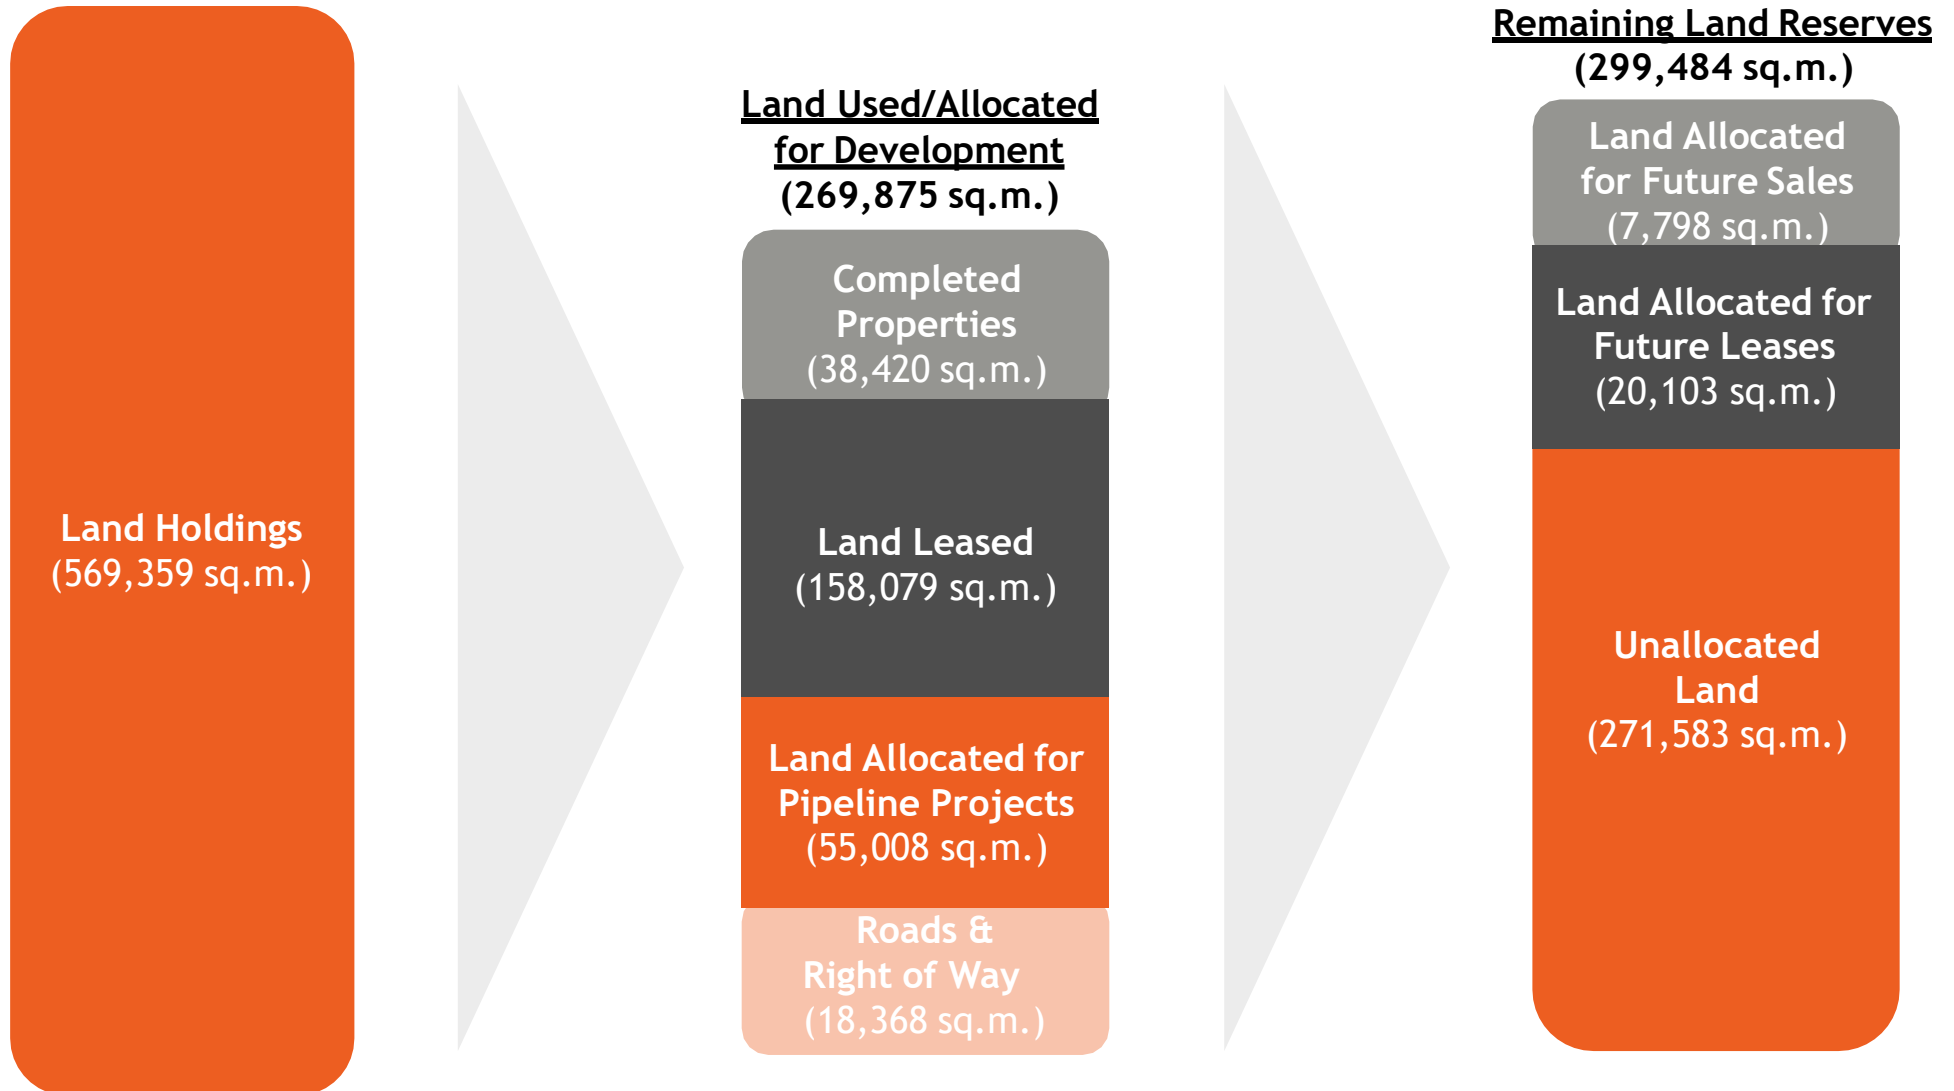 Land Holdings
(569,359 sq.m.)
Land Used/Allocated
for Development
(269,875 sq.m.)
Completed
Properties
(38,420 sq.m.)
Land Leased
(158,079 sq.m.)
Land Allocated for
Pipeline Projects
(55,008 sq.m.)
Roads &
Right of Way
(18,368 sq.m.)
Remaining Land Reserves
(299,484 sq.m.)
Land Allocated
for Future Sales
(7,798 sq.m.)
Land Allocated for
Future Leases
(20,103 sq.m.)
Unallocated
Land
(271,583 sq.m.)